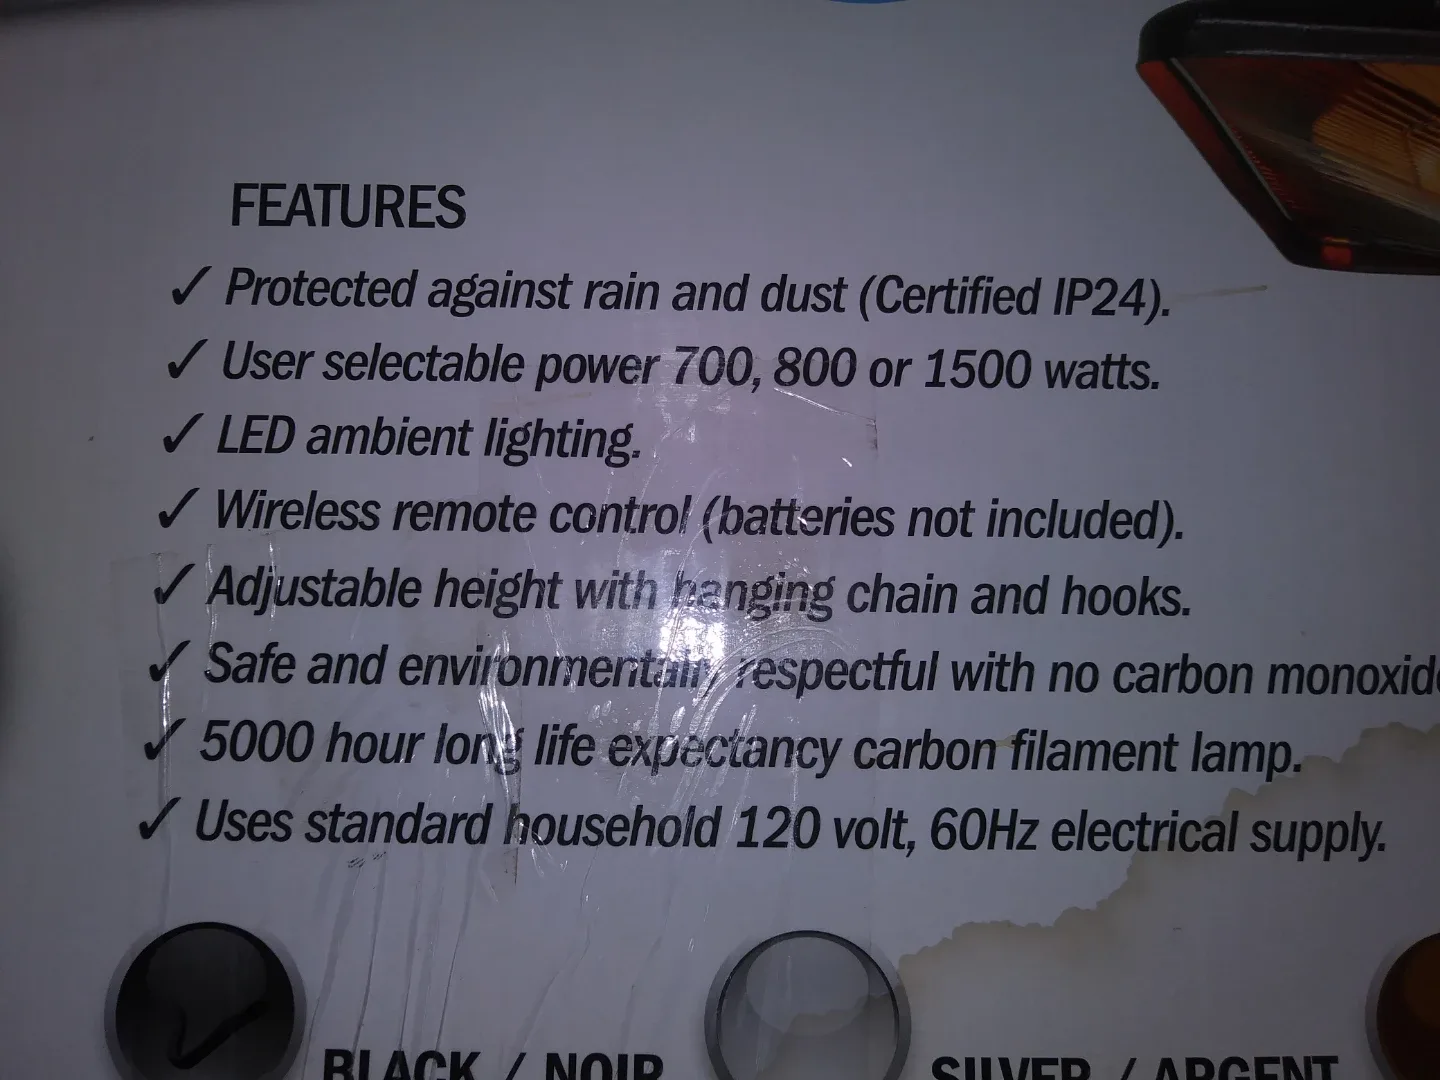 FEATURES
✓ Protected against rain and dust (Certified IP24).
✓ User selectable power 700, 800 or 1500 watts.
✓ LED ambient lighting.
✓ Wireless remote control (batteries not included).
✓ Adjustable height with hanging chain and hooks.
✓ Safe and environmentally respectful with no carbon monoxide
✓ 5000 hour long life expectancy carbon filament lamp.
✓ Uses standard household 120 volt, 60Hz electrical supply.
BLACK / NOIR SILVER / ARGENT